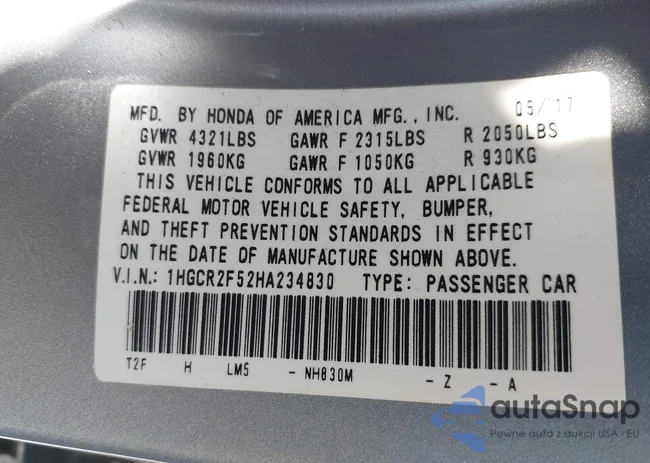 MFD. BY HONDA OF AMERICA MFG., INC. 05/17
GVWR 4321LBS GAWR F 2315LBS R 2050LBS
GVWR 1960KG GAWR F 1050KG R 930KG
THIS VEHICLE CONFORMS TO ALL APPLICABLE
FEDERAL MOTOR VEHICLE SAFETY, BUMPER,
AND THEFT PREVENTION STANDARDS IN EFFECT
ON THE DATE OF MANUFACTURE SHOWN ABOVE.
V.I.N.: 1HGCR2F52HA234830 TYPE: PASSENGER CAR
T2F H LM5 - NH830M - Z - A
autaSnap
Pewne auta z aukcji USA i EU